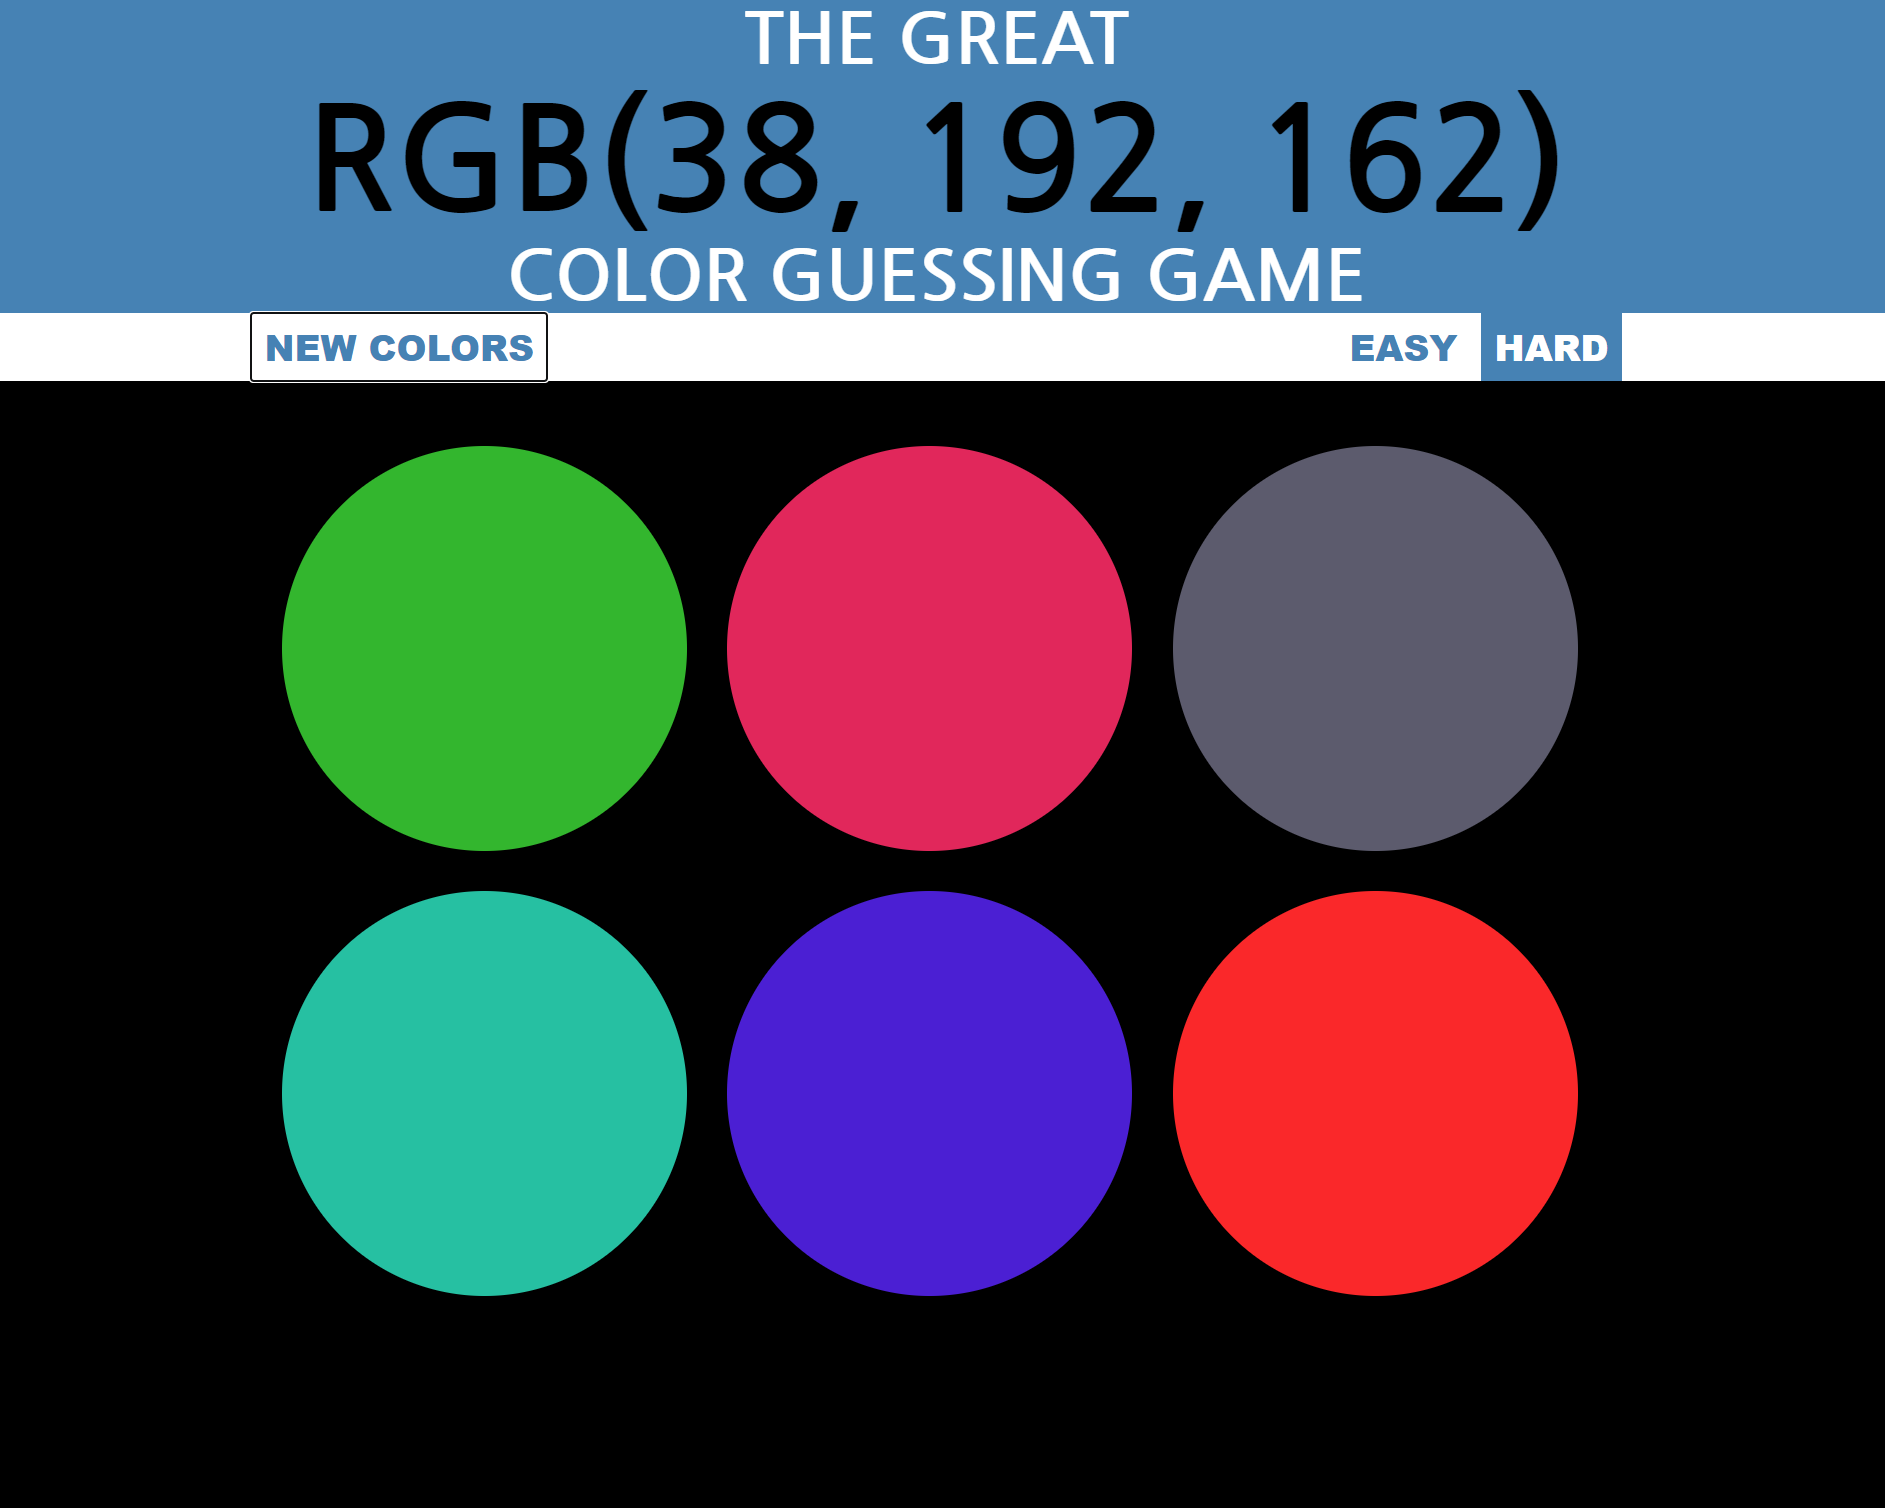 THE GREAT
RGB(38, 192, 162)
COLOR GUESSING GAME
NEW COLORS EASY HARD